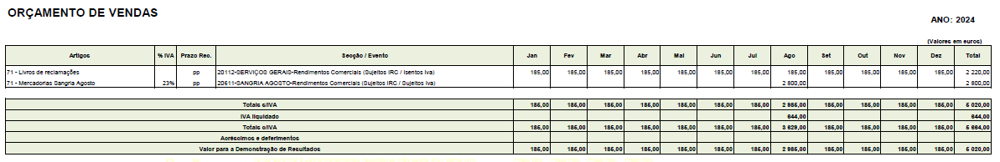 ORÇAMENTO DE VENDAS
ANO: 2024
(Valores em euros)
Artigos % IVA Prazo Rec. Secção / Evento Jan Fev Mar Abr Mai Jun Jul Ago Set Out Nov Dez Total
71 - Livros de reclamações pp 20112-SERVIÇOS GERAIS-Rendimentos Comerciais (Sujeitos IRC / Isentos Iva) 185,00 185,00 185,00 185,00 185,00 185,00 185,00 185,00 185,00 185,00 185,00 185,00 2 220,00
71 - Mercadorias Sangria Agosto 23% pp 20611-SANGRIA AGOSTO-Rendimentos Comerciais (Sujeitos IRC / Sujeitos Iva) 2 800,00 2 800,00
Totais s/IVA 185,00 185,00 185,00 185,00 185,00 185,00 185,00 2 985,00 185,00 185,00 185,00 185,00 5 020,00
IVA liquidado 644,00 644,00
Totais c/IVA 185,00 185,00 185,00 185,00 185,00 185,00 185,00 3 629,00 185,00 185,00 185,00 185,00 5 664,00
Acréscimos e deferimentos
Valor para a Demonstração de Resultados 185,00 185,00 185,00 185,00 185,00 185,00 185,00 2 985,00 185,00 185,00 185,00 185,00 5 020,00